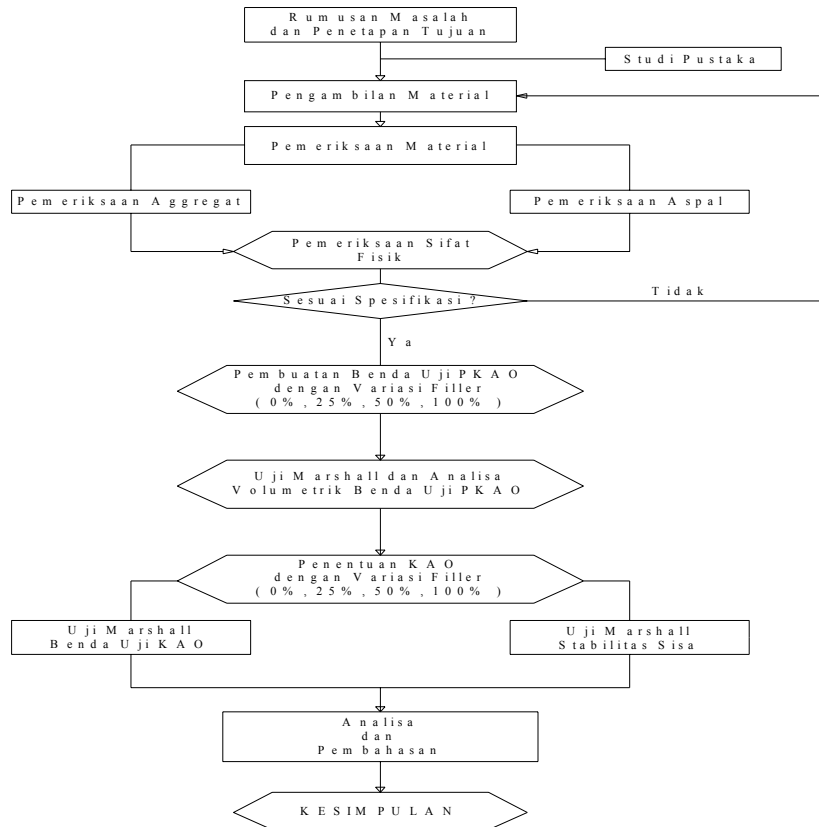 Rumusan Masalah
dan Penetapan Tujuan
Studi Pustaka
Pengambilan Material
Pemeriksaan Material
Pemeriksaan Aggregat
Pemeriksaan Aspal
Pemeriksaan Sifat
Fisik
Sesuai Spesifikasi ?
Tidak
Ya
Pembuatan Benda Uji PKAO
dengan Variasi Filler
( 0% , 25% , 50% , 100% )
Uji Marshall dan Analisa
Volumetrik Benda Uji PKAO
Penentuan KAO
dengan Variasi Filler
( 0% , 25% , 50% , 100% )
Uji Marshall
Benda Uji KAO
Uji Marshall
Stabilitas Sisa
Analisa
dan
Pembahasan
KESIMPULAN